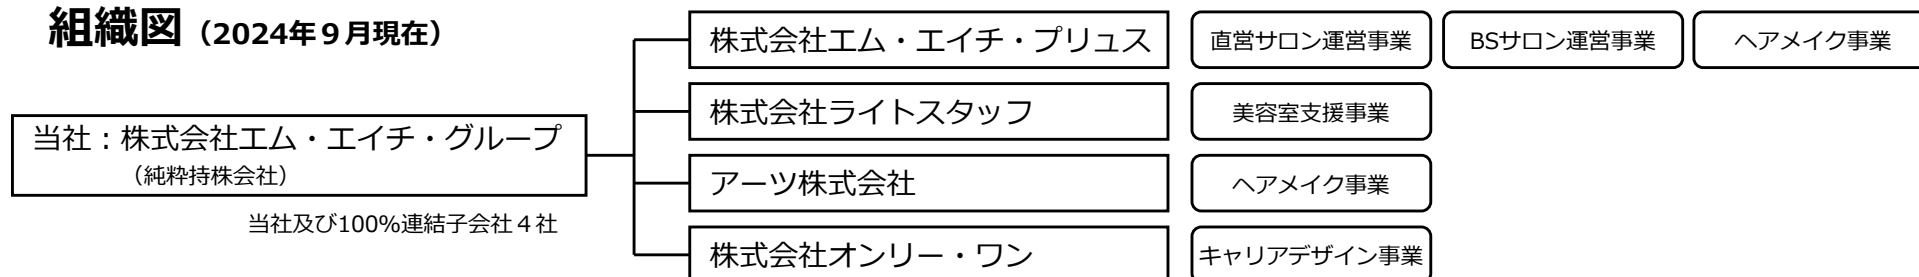 組織図（2024年９月現在）
当社：株式会社エム・エイチ・グループ
（純粋持株会社）
当社及び100%連結子会社４社
株式会社エム・エイチ・プリュス
直営サロン運営事業
BSサロン運営事業
ヘアメイク事業
株式会社ライトスタッフ
美容室支援事業
アーツ株式会社
ヘアメイク事業
株式会社オンリー・ワン
キャリアデザイン事業